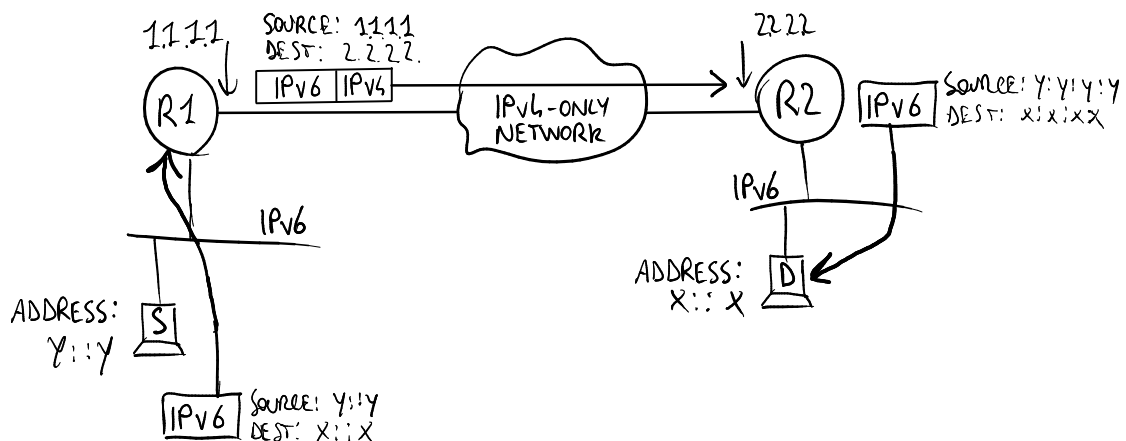 1.1.1.1
SOURCE: 1.1.1.1
DEST: 2.2.2.2.
IPv6 IPv4
R1
IPv4-ONLY
NETWORK
2.2.2.2
R2
IPv6
SOURCE: Y:Y:Y:Y
DEST: X:X:X:X
IPv6
IPv6
ADDRESS:
Y::Y
S
ADDRESS:
X::X
D
IPv6
SOURCE: Y::Y
DEST: X::X